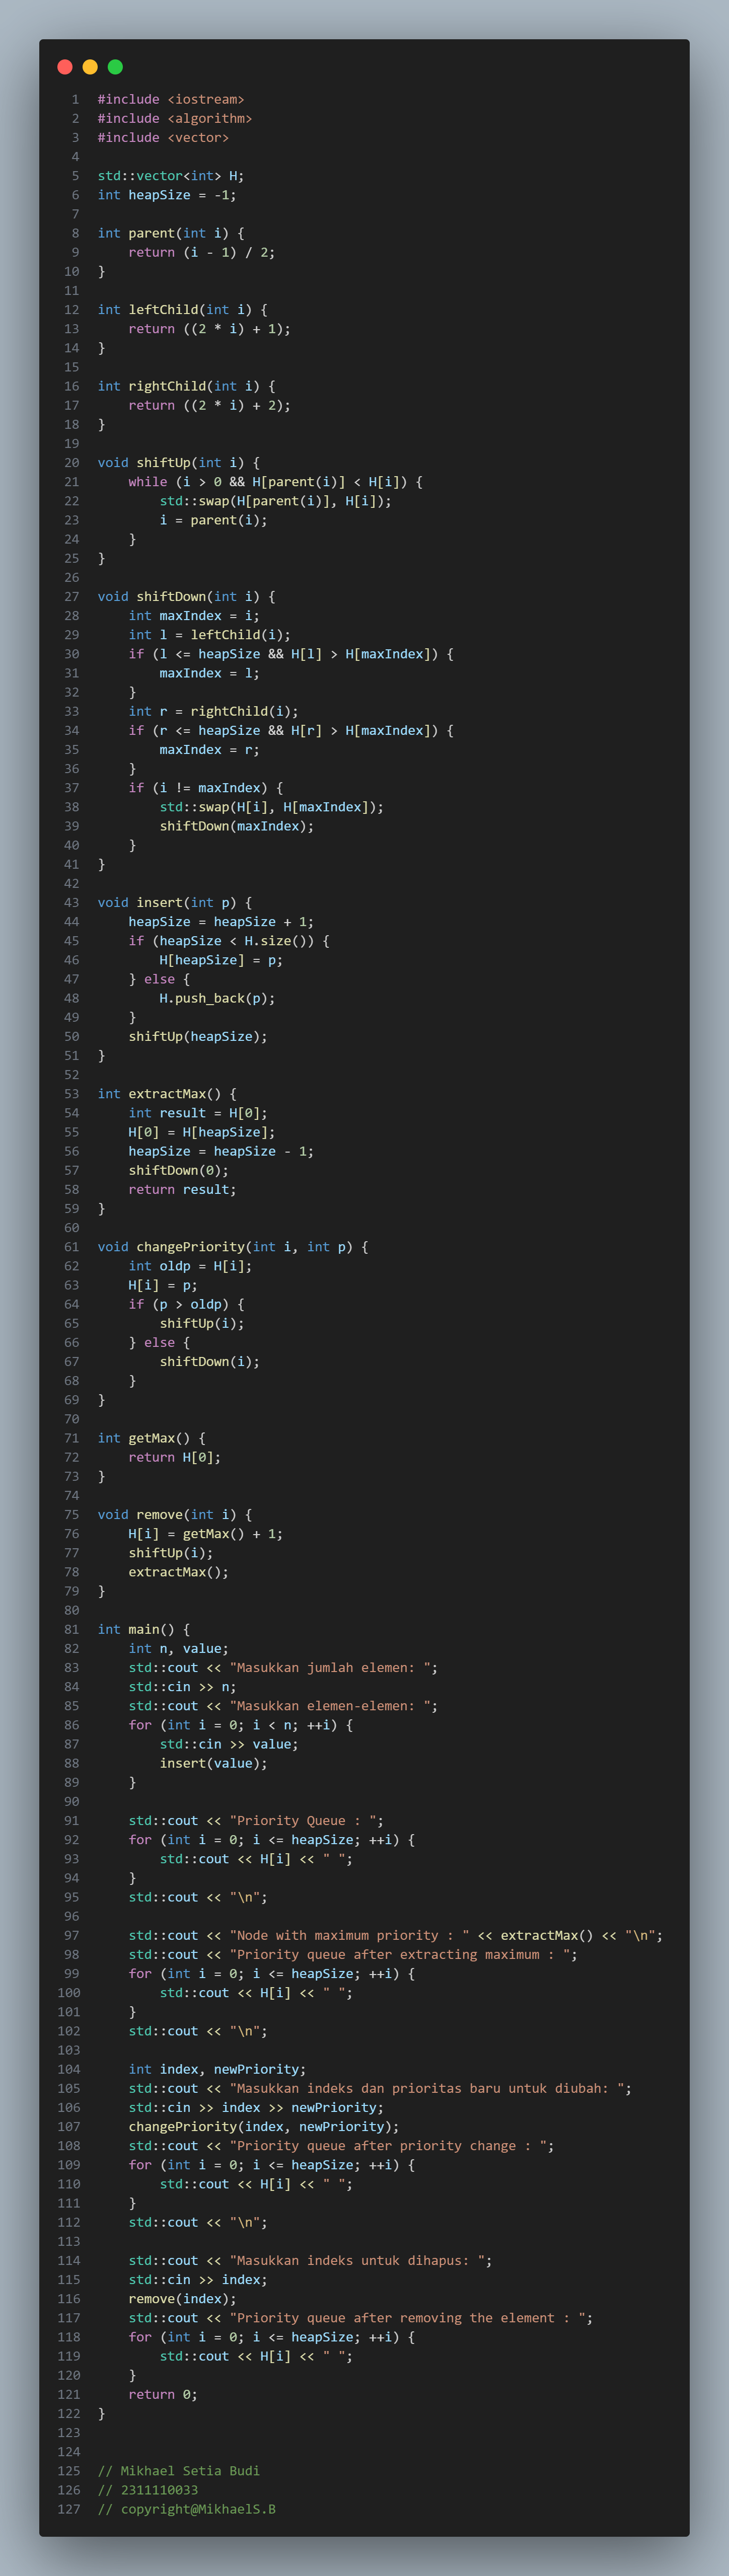 1 #include <iostream>
2 #include <algorithm>
3 #include <vector>
4
5 std::vector<int> H;
6 int heapSize = -1;
7
8 int parent(int i) {
9     return (i - 1) / 2;
10 }
11
12 int leftChild(int i) {
13     return ((2 * i) + 1);
14 }
15
16 int rightChild(int i) {
17     return ((2 * i) + 2);
18 }
19
20 void shiftUp(int i) {
21     while (i > 0 && H[parent(i)] < H[i]) {
22         std::swap(H[parent(i)], H[i]);
23         i = parent(i);
24     }
25 }
26
27 void shiftDown(int i) {
28     int maxIndex = i;
29     int l = leftChild(i);
30     if (l <= heapSize && H[l] > H[maxIndex]) {
31         maxIndex = l;
32     }
33     int r = rightChild(i);
34     if (r <= heapSize && H[r] > H[maxIndex]) {
35         maxIndex = r;
36     }
37     if (i != maxIndex) {
38         std::swap(H[i], H[maxIndex]);
39         shiftDown(maxIndex);
40     }
41 }
42
43 void insert(int p) {
44     heapSize = heapSize + 1;
45     if (heapSize < H.size()) {
46         H[heapSize] = p;
47     } else {
48         H.push_back(p);
49     }
50     shiftUp(heapSize);
51 }
52
53 int extractMax() {
54     int result = H[0];
55     H[0] = H[heapSize];
56     heapSize = heapSize - 1;
57     shiftDown(0);
58     return result;
59 }
60
61 void changePriority(int i, int p) {
62     int oldp = H[i];
63     H[i] = p;
64     if (p > oldp) {
65         shiftUp(i);
66     } else {
67         shiftDown(i);
68     }
69 }
70
71 int getMax() {
72     return H[0];
73 }
74
75 void remove(int i) {
76     H[i] = getMax() + 1;
77     shiftUp(i);
78     extractMax();
79 }
80
81 int main() {
82     int n, value;
83     std::cout << "Masukkan jumlah elemen: ";
84     std::cin >> n;
85     std::cout << "Masukkan elemen-elemen: ";
86     for (int i = 0; i < n; ++i) {
87         std::cin >> value;
88         insert(value);
89     }
90
91     std::cout << "Priority Queue : ";
92     for (int i = 0; i <= heapSize; ++i) {
93         std::cout << H[i] << " ";
94     }
95     std::cout << "\n";
96
97     std::cout << "Node with maximum priority : " << extractMax() << "\n";
98     std::cout << "Priority queue after extracting maximum : ";
99     for (int i = 0; i <= heapSize; ++i) {
100         std::cout << H[i] << " ";
101     }
102     std::cout << "\n";
103
104     int index, newPriority;
105     std::cout << "Masukkan indeks dan prioritas baru untuk diubah: ";
106     std::cin >> index >> newPriority;
107     changePriority(index, newPriority);
108     std::cout << "Priority queue after priority change : ";
109     for (int i = 0; i <= heapSize; ++i) {
110         std::cout << H[i] << " ";
111     }
112     std::cout << "\n";
113
114     std::cout << "Masukkan indeks untuk dihapus: ";
115     std::cin >> index;
116     remove(index);
117     std::cout << "Priority queue after removing the element : ";
118     for (int i = 0; i <= heapSize; ++i) {
119         std::cout << H[i] << " ";
120     }
121     return 0;
122 }
123
124
125 // Mikhael Setia Budi
126 // 2311110033
127 // copyright@MikhaelS.B